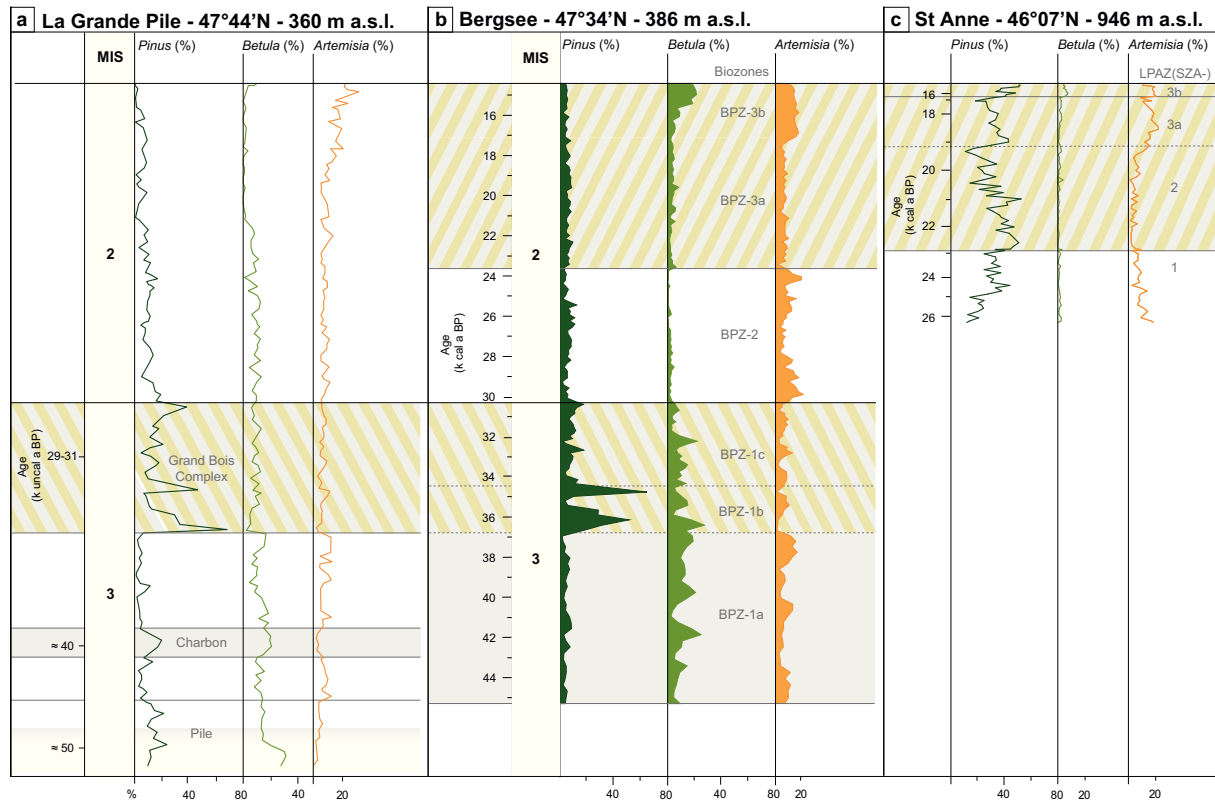 a La Grande Pile - 47°44'N - 360 m a.s.l.
MIS
Pinus (%)
Betula (%)
Artemisia (%)
2
3
Age
(k uncal a BP)
29-31
≈ 40
≈ 50
Grand Bois
Complex
Charbon
Pile
% 40 80 40 20
b Bergsee - 47°34'N - 386 m a.s.l.
MIS
Pinus (%)
Betula (%)
Artemisia (%)
Biozones
2
3
Age
(k cal a BP)
16
18
20
22
24
26
28
30
32
34
36
38
40
42
44
BPZ-3b
BPZ-3a
BPZ-2
BPZ-1c
BPZ-1b
BPZ-1a
40 80 40 80 20
c St Anne - 46°07'N - 946 m a.s.l.
Pinus (%)
Betula (%)
Artemisia (%)
LPAZ(SZA-)
Age
(k cal a BP)
16
18
20
22
24
26
3b
3a
2
1
40 80 20